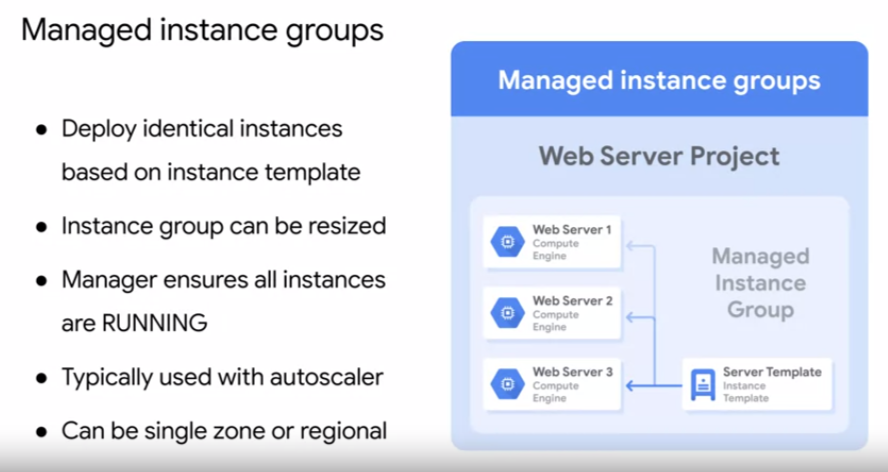 Managed instance groups
● Deploy identical instances
based on instance template
● Instance group can be resized
● Manager ensures all instances
are RUNNING
● Typically used with autoscaler
● Can be single zone or regional
Managed instance groups
Web Server Project
Web Server 1
Compute
Engine
Web Server 2
Compute
Engine
Web Server 3
Compute
Engine
Managed
Instance
Group
Server Template
Instance
Template